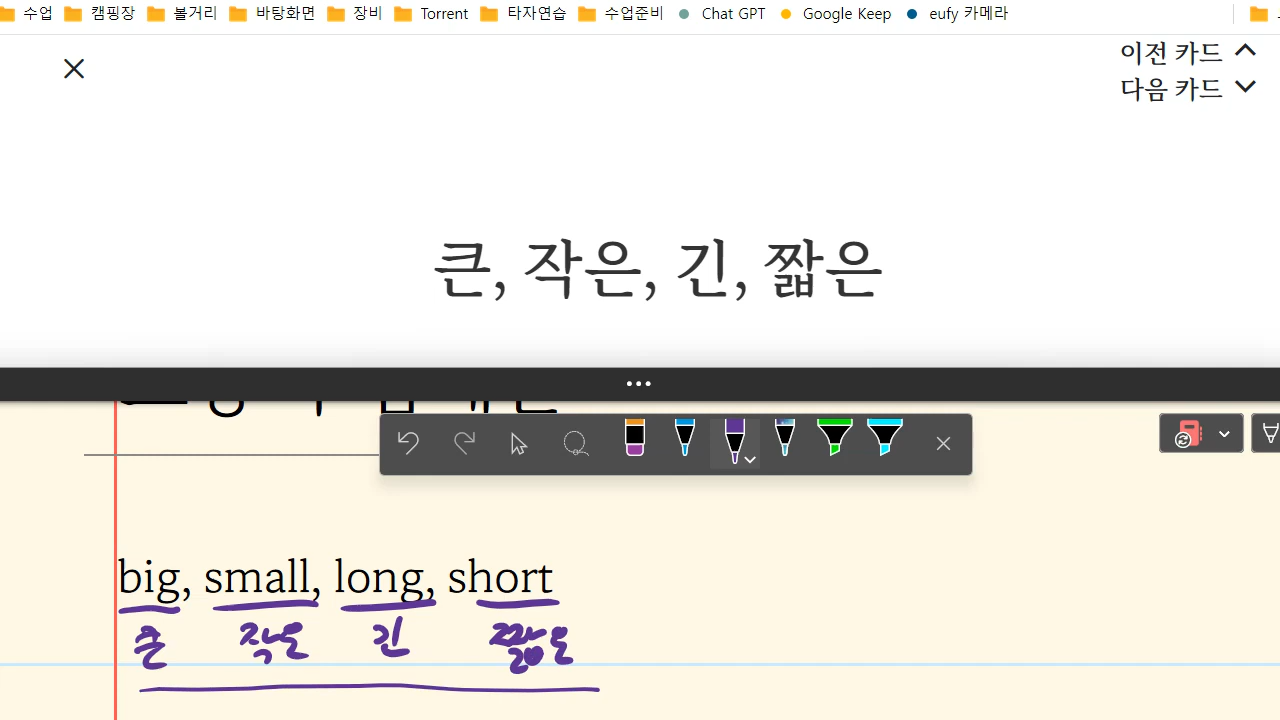 수업 캠핑장 볼거리 바탕화면 장비 Torrent 타자연습 수업준비 Chat GPT Google Keep eufy 카메라
이전 카드
다음 카드
큰, 작은, 긴, 짧은
big, small, long, short
큰 작은 긴 짧은